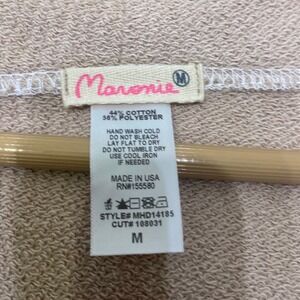 Maronie M
44% COTTON
56% POLYESTER
HAND WASH COLD
DO NOT BLEACH
LAY FLAT TO DRY
DO NOT TUMBLE DRY
USE COOL IRON
IF NEEDED
MADE IN USA
RN#155580
STYLE# MHD14185
CUT# 108031
M